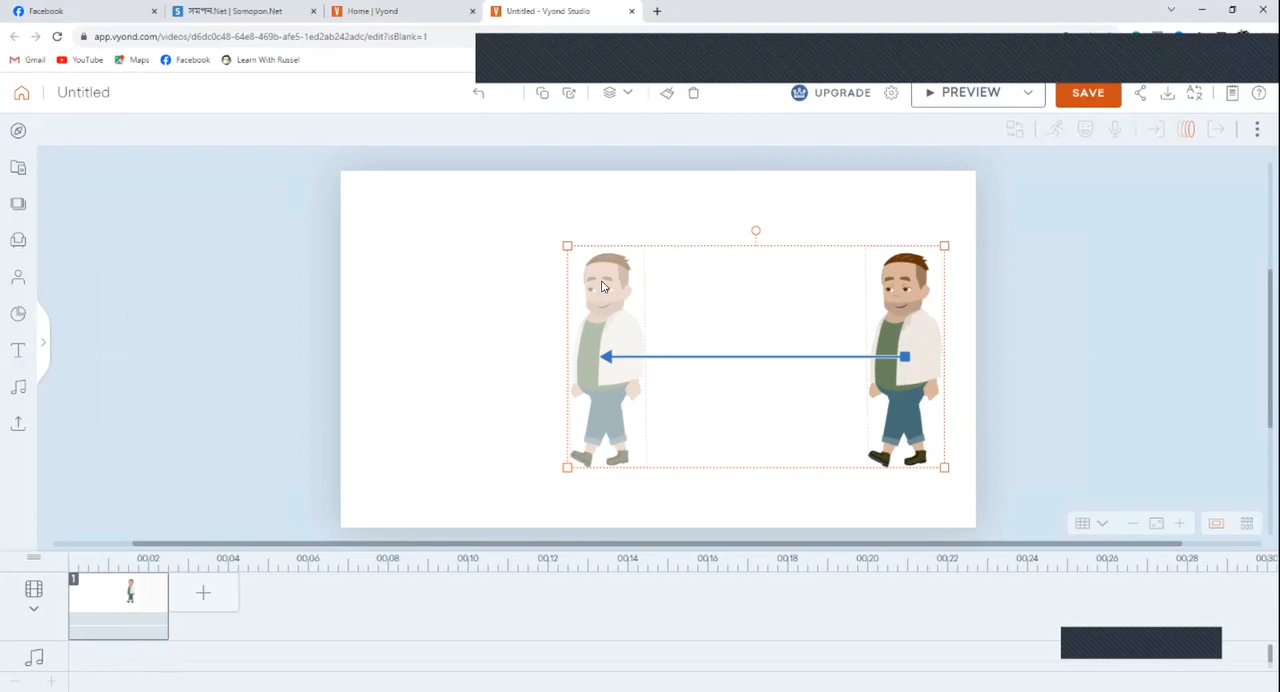 Facebook
সমপন.Net | Somopon.Net
Home | Vyond
Untitled - Vyond Studio
app.vyond.com/videos/d6dc0c48-64e8-469b-afe5-1ed2ab242adc/edit?isBlank=1
Gmail YouTube Maps Facebook Learn With Russel
Untitled
UPGRADE PREVIEW SAVE
00:02 00:04 00:06 00:08 00:10 00:12 00:14 00:16 00:18 00:20 00:22 00:24 00:26 00:28 00:30
1